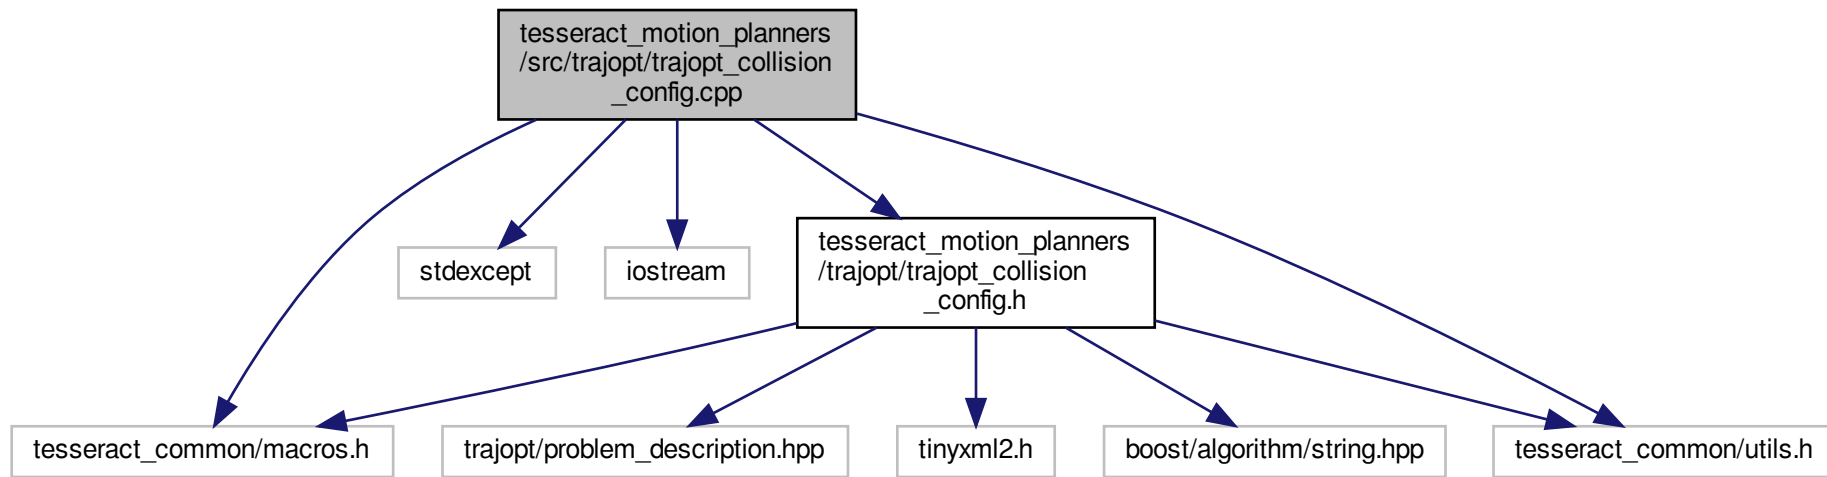 tesseract_motion_planners
/src/trajopt/trajopt_collision
_config.cpp
stdexcept
iostream
tesseract_motion_planners
/trajopt/trajopt_collision
_config.h
tesseract_common/macros.h
trajopt/problem_description.hpp
tinyxml2.h
boost/algorithm/string.hpp
tesseract_common/utils.h